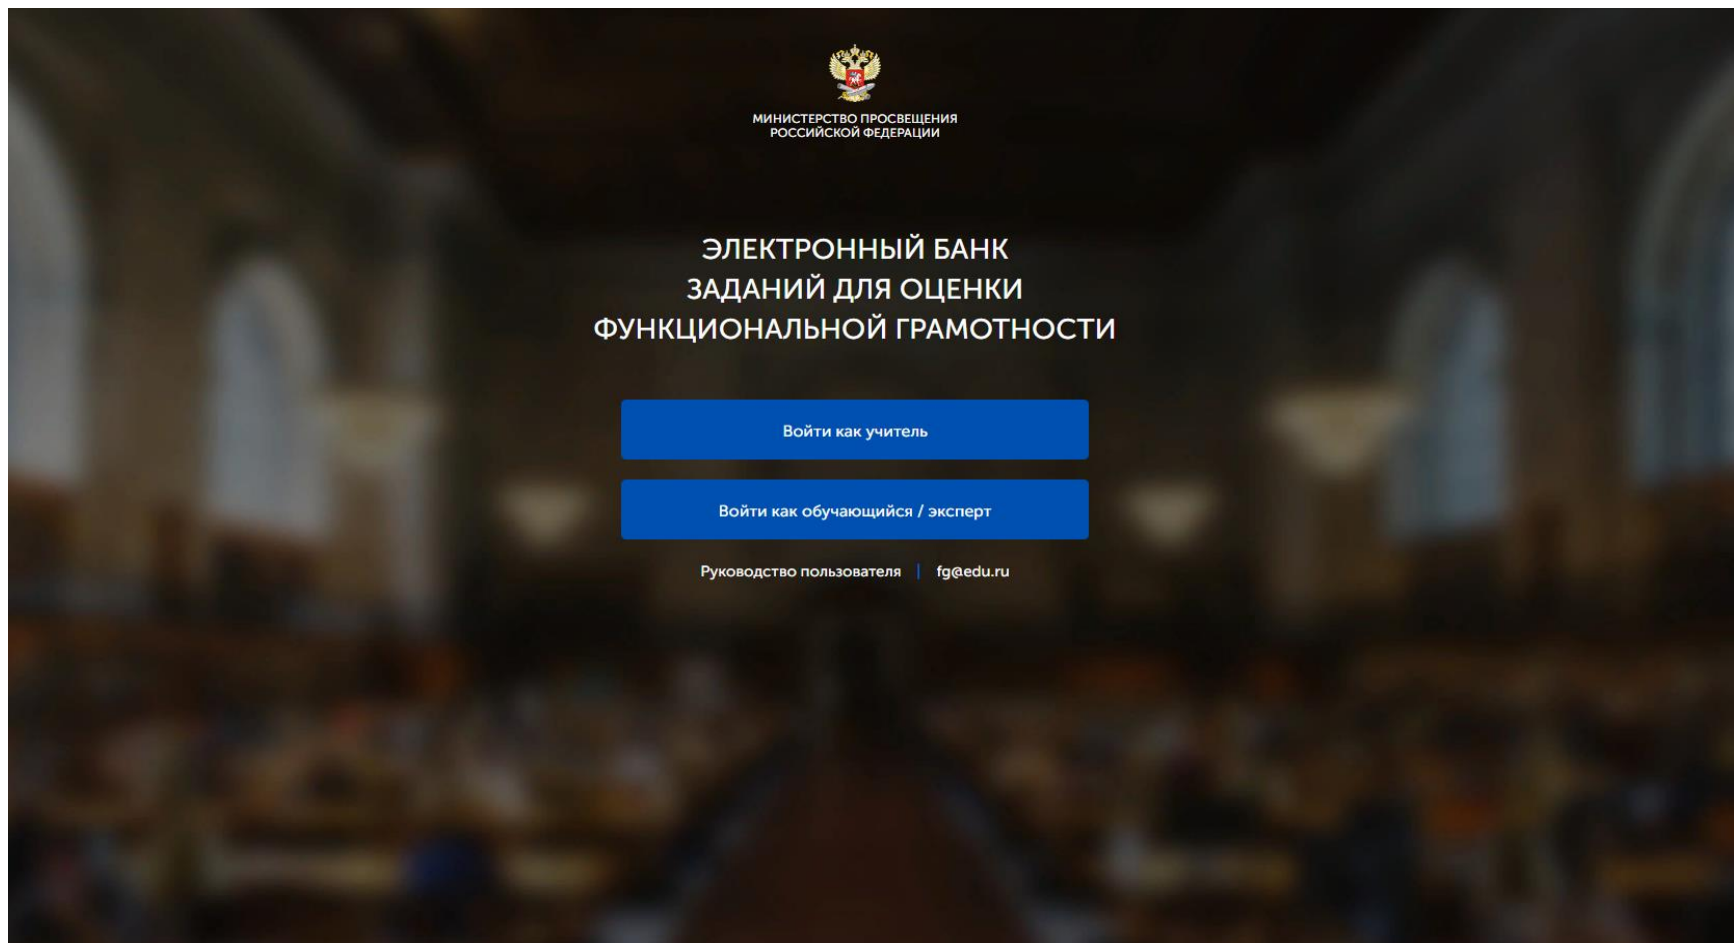 МИНИСТЕРСТВО ПРОСВЕЩЕНИЯ
РОССИЙСКОЙ ФЕДЕРАЦИИ
ЭЛЕКТРОННЫЙ БАНК
ЗАДАНИЙ ДЛЯ ОЦЕНКИ
ФУНКЦИОНАЛЬНОЙ ГРАМОТНОСТИ
Войти как учитель
Войти как обучающийся / эксперт
Руководство пользователя | fg@edu.ru